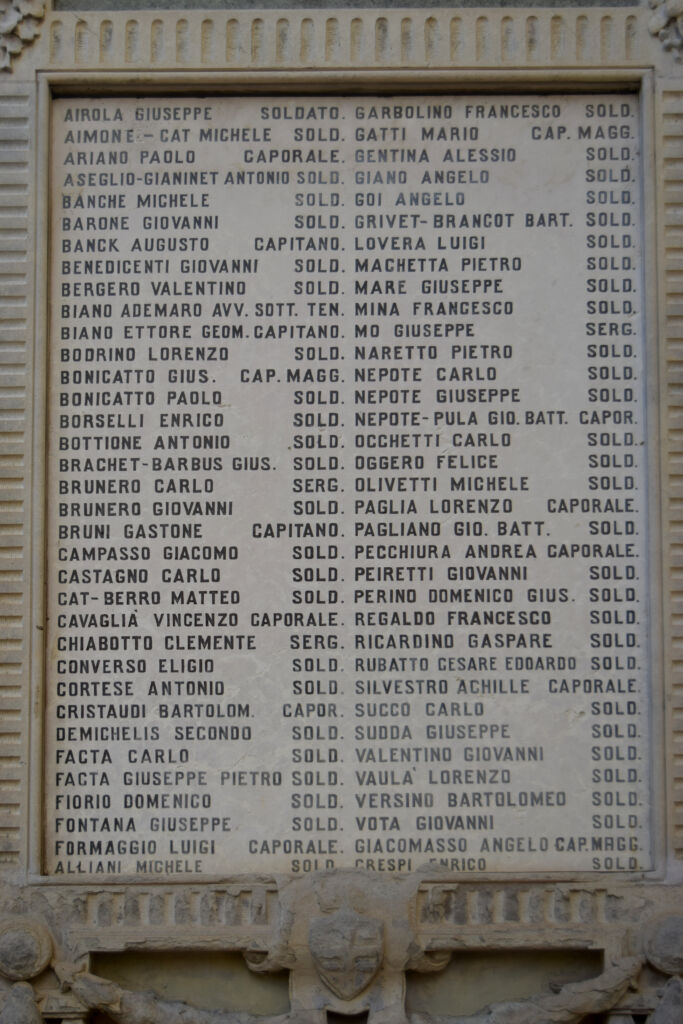 AIROLA GIUSEPPE SOLDATO.
AIMONE-CAT MICHELE SOLD.
ARIANO PAOLO CAPORALE.
ASEGLIO-GIANINET ANTONIO SOLD.
BANCHE MICHELE SOLD.
BARONE GIOVANNI SOLD.
BANCK AUGUSTO CAPITANO.
BENEDICENTI GIOVANNI SOLD.
BERGERO VALENTINO SOLD.
BIANO ADEMARO AVV. SOTT. TEN.
BIANO ETTORE GEOM. CAPITANO.
BODRINO LORENZO SOLD.
BONICATTO GIUS. CAP. MAGG.
BONICATTO PAOLO SOLD.
BORSELLI ENRICO SOLD.
BOTTIONE ANTONIO SOLD.
BRACHET-BARBUS GIUS. SOLD.
BRUNERO CARLO SERG.
BRUNERO GIOVANNI SOLD.
BRUNI GASTONE CAPITANO.
CAMPASSO GIACOMO SOLD.
CASTAGNO CARLO SOLD.
CAT-BERRO MATTEO SOLD.
CAVAGLIÀ VINCENZO CAPORALE.
CHIABOTTO CLEMENTE SERG.
CONVERSO ELIGIO SOLD.
CORTESE ANTONIO SOLD.
CRISTAUDI BARTOLOM. CAPOR.
DEMICHELIS SECONDO SOLD.
FACTA CARLO SOLD.
FACTA GIUSEPPE PIETRO SOLD.
FIORIO DOMENICO SOLD.
FONTANA GIUSEPPE SOLD.
FORMAGGIO LUIGI CAPORALE.
ALLIANI MICHELE SOLD.
GARBOLINO FRANCESCO SOLD.
GATTI MARIO CAP. MAGG.
GENTINA ALESSIO SOLD.
GIANO ANGELO SOLD.
GOI ANGELO SOLD.
GRIVET-BRANCOT BART. SOLD.
LOVERA LUIGI SOLD.
MACHETTA PIETRO SOLD.
MARE GIUSEPPE SOLD.
MINA FRANCESCO SOLD.
MO GIUSEPPE SERG.
NARETTO PIETRO SOLD.
NEPOTE CARLO SOLD.
NEPOTE GIUSEPPE SOLD.
NEPOTE-PULA GIO. BATT. CAPOR.
OCCHETTI CARLO SOLD.
OGGERO FELICE SOLD.
OLIVETTI MICHELE SOLD.
PAGLIA LORENZO CAPORALE.
PAGLIANO GIO. BATT. SOLD.
PECCHIURA ANDREA CAPORALE.
PEIRETTI GIOVANNI SOLD.
PERINO DOMENICO GIUS. SOLD.
REGALDO FRANCESCO SOLD.
RICARDINO GASPARE SOLD.
RUBATTO CESARE EDOARDO SOLD.
SILVESTRO ACHILLE CAPORALE.
SUCCO CARLO SOLD.
SUDDA GIUSEPPE SOLD.
VALENTINO GIOVANNI SOLD.
VAULA' LORENZO SOLD.
VERSINO BARTOLOMEO SOLD.
VOTA GIOVANNI SOLD.
GIACOMASSO ANGELO CAP. MAGG.
CRESPI ENRICO SOLD.